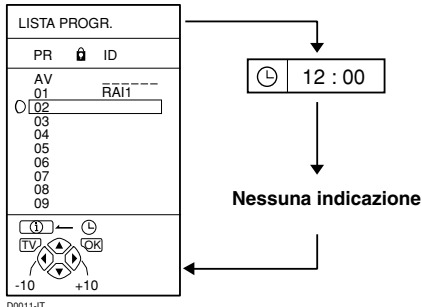 LISTA PROGR.
PR ID
AV _ _ _ _ _ _
01 RAI1
02
03
04
05
06
07
08
09
TV OK
-10 +10
12 : 00
Nessuna indicazione
D0011-IT